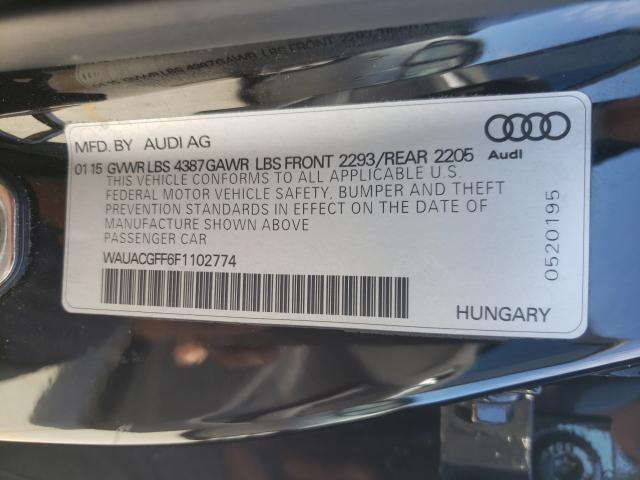 MFD. BY AUDI AG
01 15 GVWR LBS 4387 GAWR LBS FRONT 2293/REAR 2205
THIS VEHICLE CONFORMS TO ALL APPLICABLE U.S.
FEDERAL MOTOR VEHICLE SAFETY, BUMPER AND THEFT
PREVENTION STANDARDS IN EFFECT ON THE DATE OF
MANUFACTURE SHOWN ABOVE
PASSENGER CAR
WAUACGFF6F1102774
Audi
0520195
HUNGARY